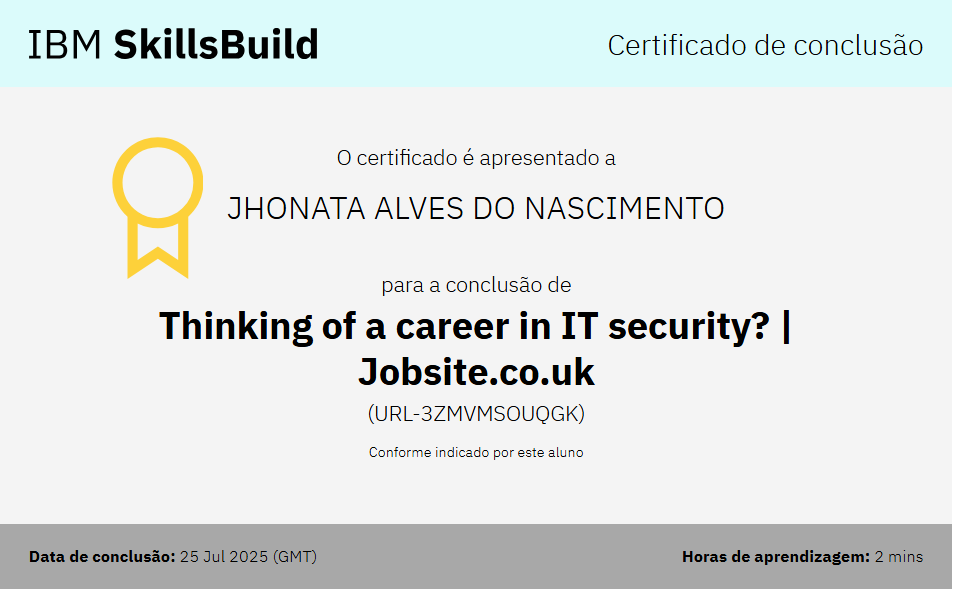 IBM SkillsBuild
Certificado de conclusão
O certificado é apresentado a
JHONATA ALVES DO NASCIMENTO
para a conclusão de
Thinking of a career in IT security? |
Jobsite.co.uk
(URL-3ZMVMSOUQGK)
Conforme indicado por este aluno
Data de conclusão: 25 Jul 2025 (GMT)
Horas de aprendizagem: 2 mins